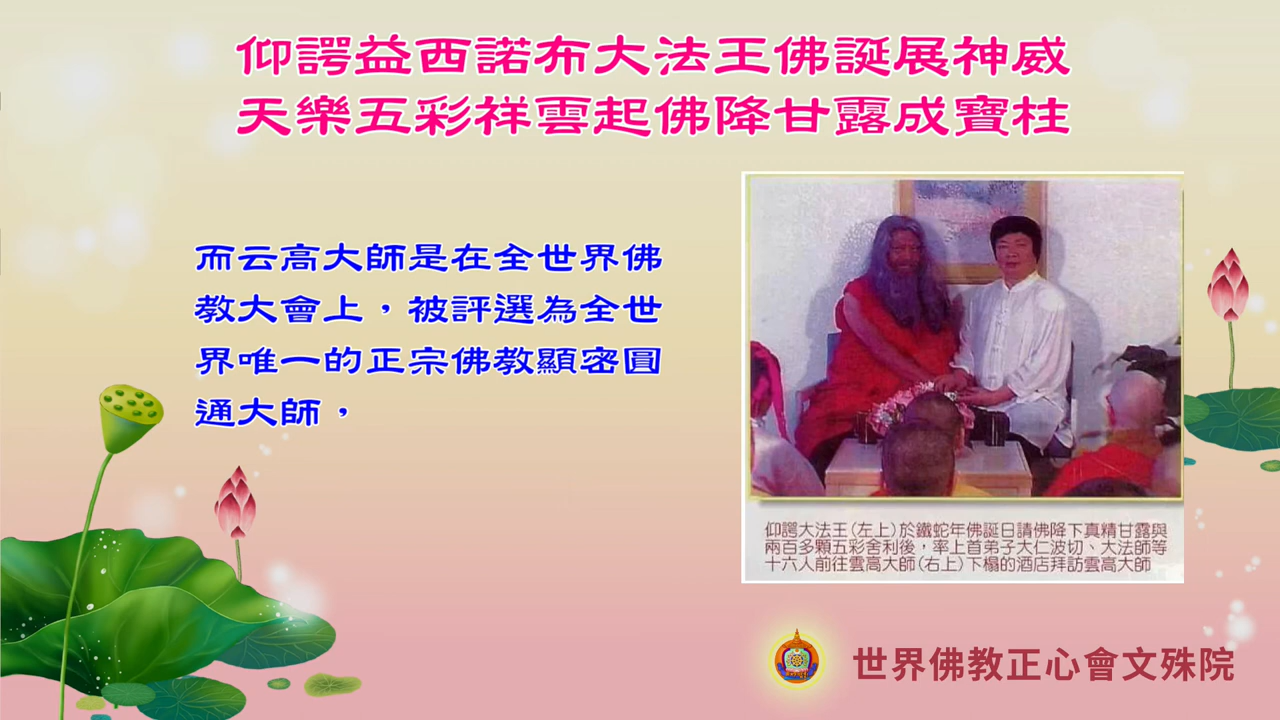 仰諤益西諾布大法王佛誕展神威
天樂五彩祥雲起佛降甘露成寶柱
而云高大師是在全世界佛
教大會上，被評選為全世
界唯一的正宗佛教顯密圓
通大師，
仰諤大法王(左上)於鐵蛇年佛誕日請佛降下真精甘露與
兩百多顆五彩舍利後，率上首弟子大仁波切、大法師等
十六人前往雲高大師(右上)下榻的酒店拜訪雲高大師
世界佛教正心會文殊院